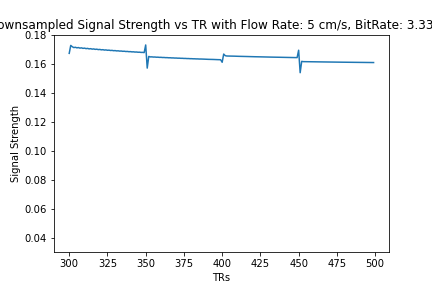 ownsampled Signal Strength vs TR with Flow Rate: 5 cm/s, BitRate: 3.33
0.18
0.16
0.14
0.12
0.10
0.08
0.06
0.04
Signal Strength
300 325 350 375 400 425 450 475 500
TRs